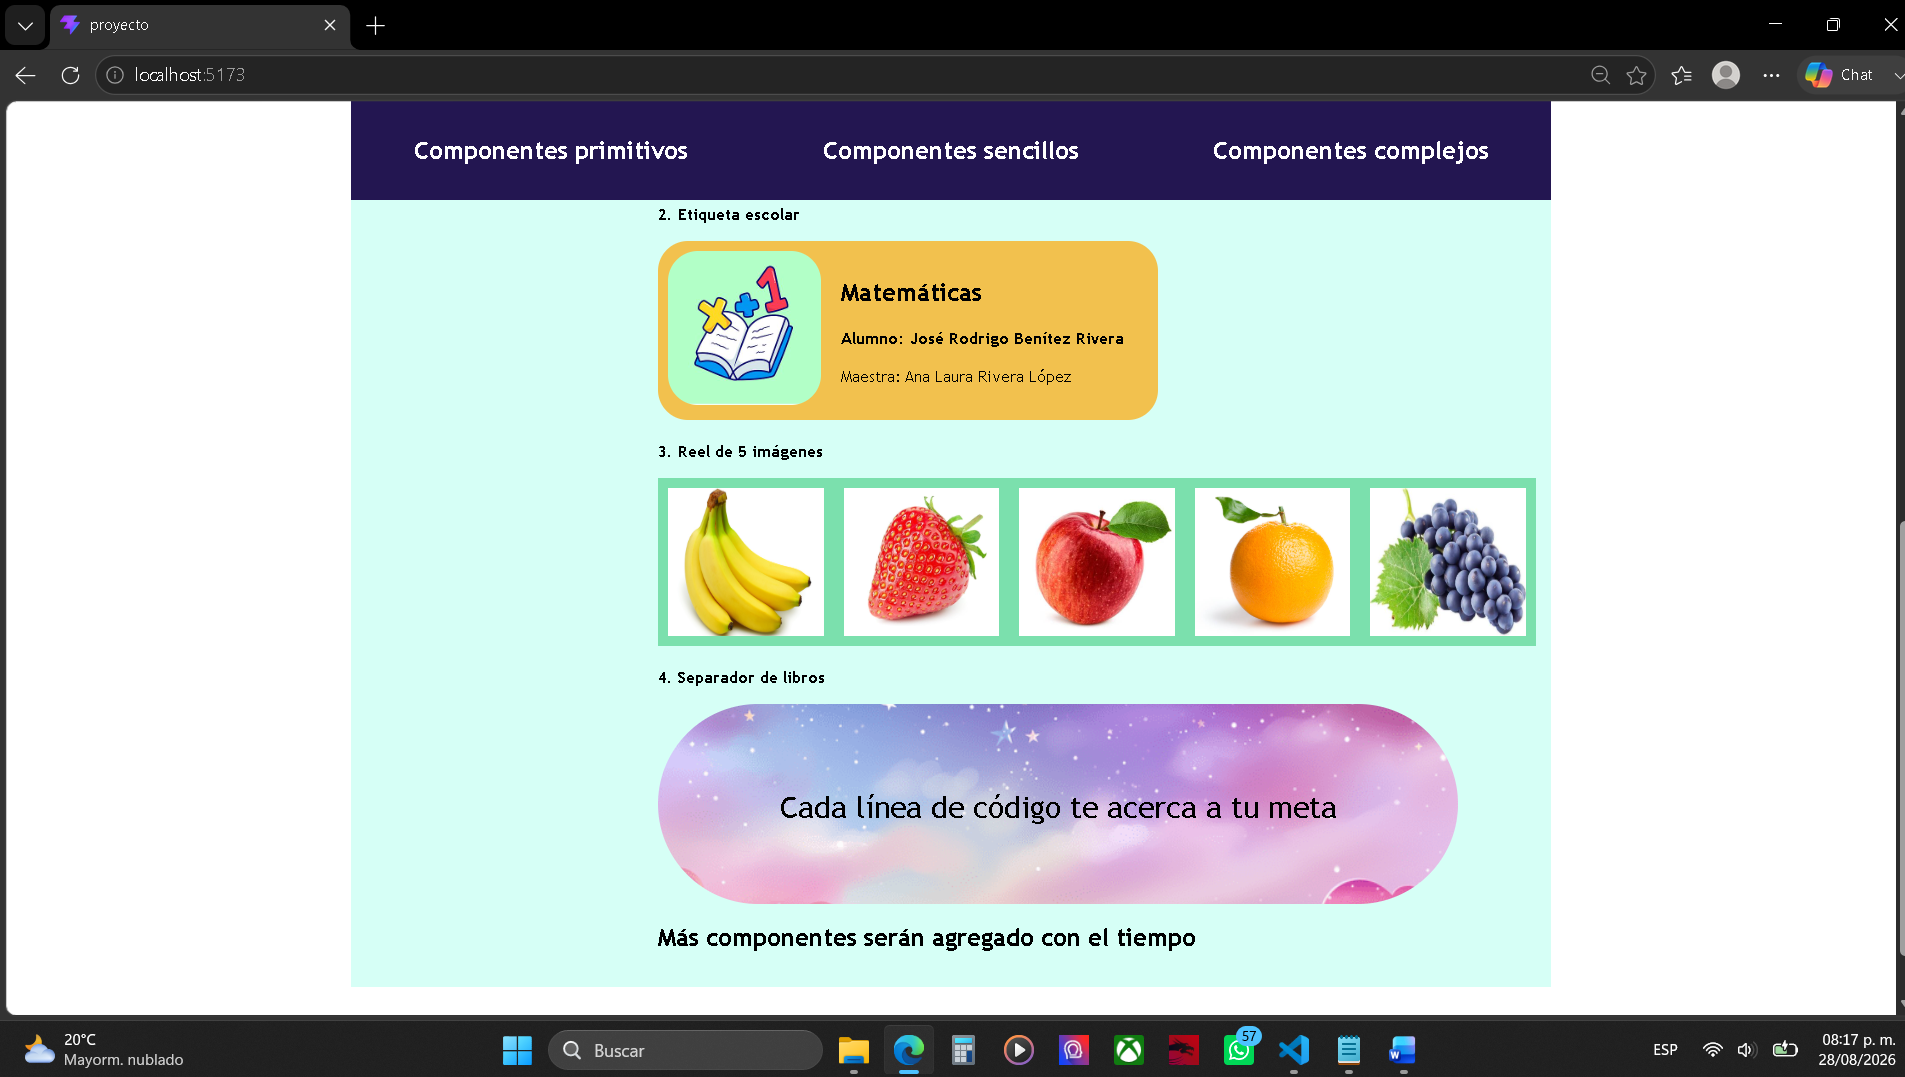 proyecto
localhost:5173
Chat
Componentes primitivos
Componentes sencillos
Componentes complejos
2. Etiqueta escolar
1
Matemáticas
Alumno: José Rodrigo Benítez Rivera
Maestra: Ana Laura Rivera López
3. Reel de 5 imágenes
4. Separador de libros
Cada línea de código te acerca a tu meta
Más componentes serán agregado con el tiempo
20°C
Mayorm. nublado
Buscar
57
W
ESP
08:17 p. m.
28/08/2026